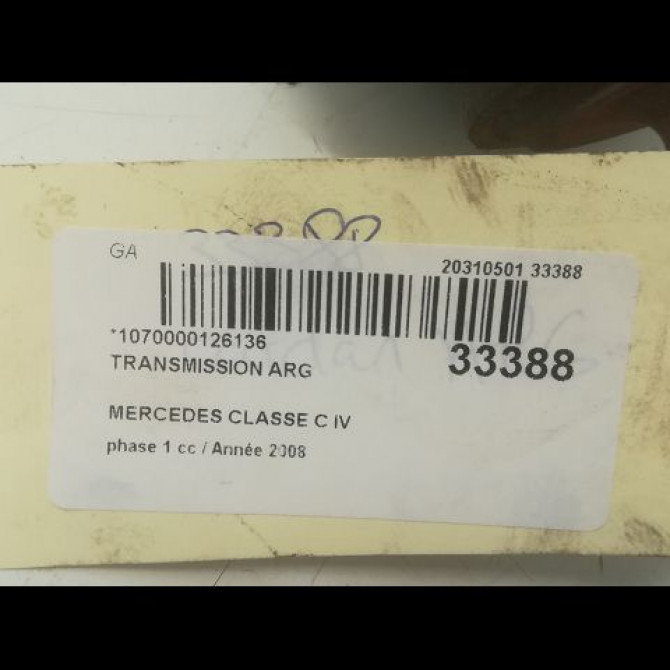 GA
20310501 33388
*1070000126136
33388
TRANSMISSION ARG
MERCEDES CLASSE C IV
phase 1 cc / Année 2008